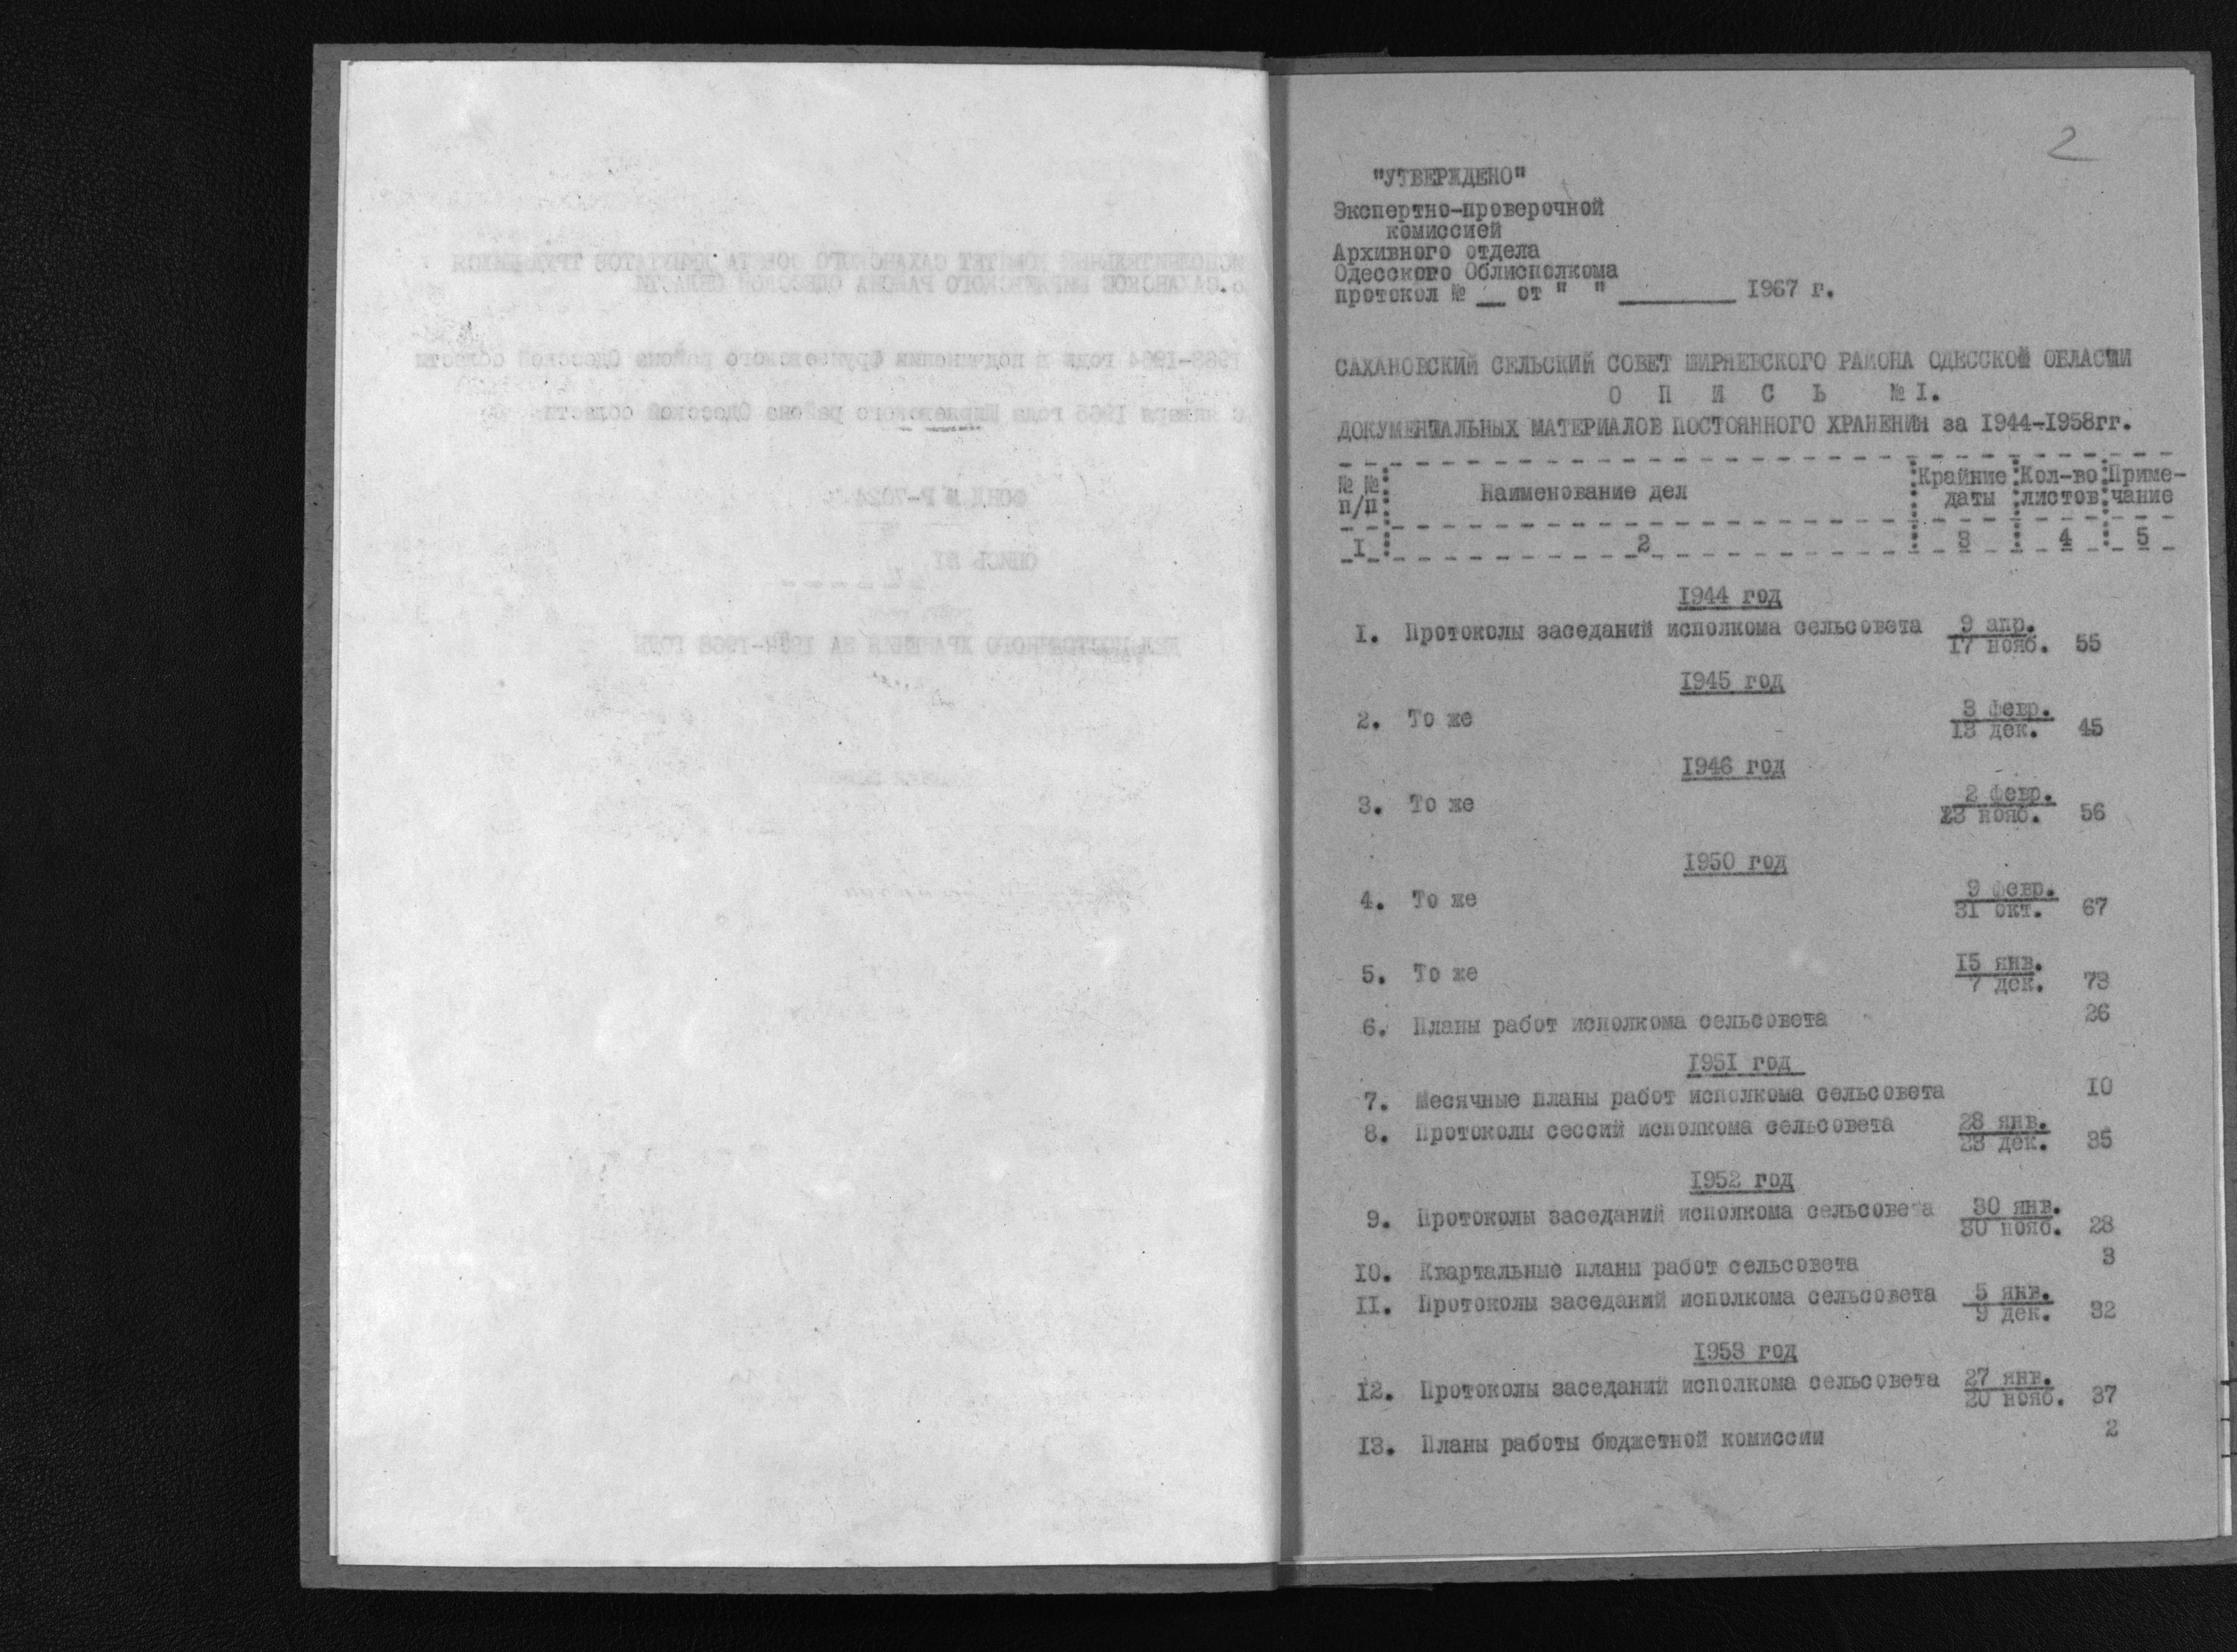 2
"УТВЕРЖДЕНО"
Экспертно-проверочной
комиссией
Архивного отдела
Одесского Облисполкома
протокол № __ от " " ________ 1967 г.
САХАНОВСКИЙ СЕЛЬСКИЙ СОВЕТ ШИРЯЕВСКОГО РАЙОНА ОДЕССКОЙ ОБЛАСТИ
О П И С Ь № I.
ДОКУМЕНТАЛЬНЫХ МАТЕРИАЛОВ ПОСТОЯННОГО ХРАНЕНИЯ за 1944-1958гг.
№ № п/п Наименование дел Крайние даты Кол-во листов Приме-чание
I 2 3 4 5
1944 год
I. Протоколы заседаний исполкома сельсовета 9 апр. 17 нояб. 55
1945 год
2. То же 3 февр. 13 дек. 45
1946 год
3. То же 2 февр. 23 нояб. 56
1950 год
4. То же 9 февр. 31 окт. 67
5. То же 15 янв. 7 дек. 73
6. Планы работ исполкома сельсовета 26
1951 год
7. Месячные планы работ исполкома сельсовета 10
8. Протоколы сессий исполкома сельсовета 28 янв. 23 дек. 35
1952 год
9. Протоколы заседаний исполкома сельсовета 30 янв. 30 нояб. 28
10. Квартальные планы работ сельсовета 3
II. Протоколы заседаний исполкома сельсовета 5 янв. 9 дек. 32
1953 год
12. Протоколы заседаний исполкома сельсовета 27 янв. 20 нояб. 37
13. Планы работы бюджетной комиссии 2